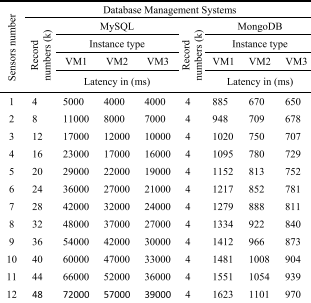 Database Management Systems
Sensors number
Record numbers (k)
MySQL
Record numbers (k)
MongoDB
Instance type
Instance type
VM1 VM2 VM3 VM1 VM2 VM3
Latency in (ms) Latency in (ms)
1 4 5000 4000 4000 4 885 670 650
2 8 11000 8000 7000 4 948 709 678
3 12 17000 12000 10000 4 1020 750 707
4 16 23000 17000 16000 4 1095 780 729
5 20 29000 22000 19000 4 1152 813 752
6 24 36000 27000 21000 4 1217 852 781
7 28 42000 32000 24000 4 1279 888 811
8 32 48000 37000 27000 4 1334 922 840
9 36 54000 42000 30000 4 1412 966 873
10 40 60000 47000 33000 4 1481 1008 904
11 44 66000 52000 36000 4 1551 1054 939
12 48 72000 57000 39000 4 1623 1101 970